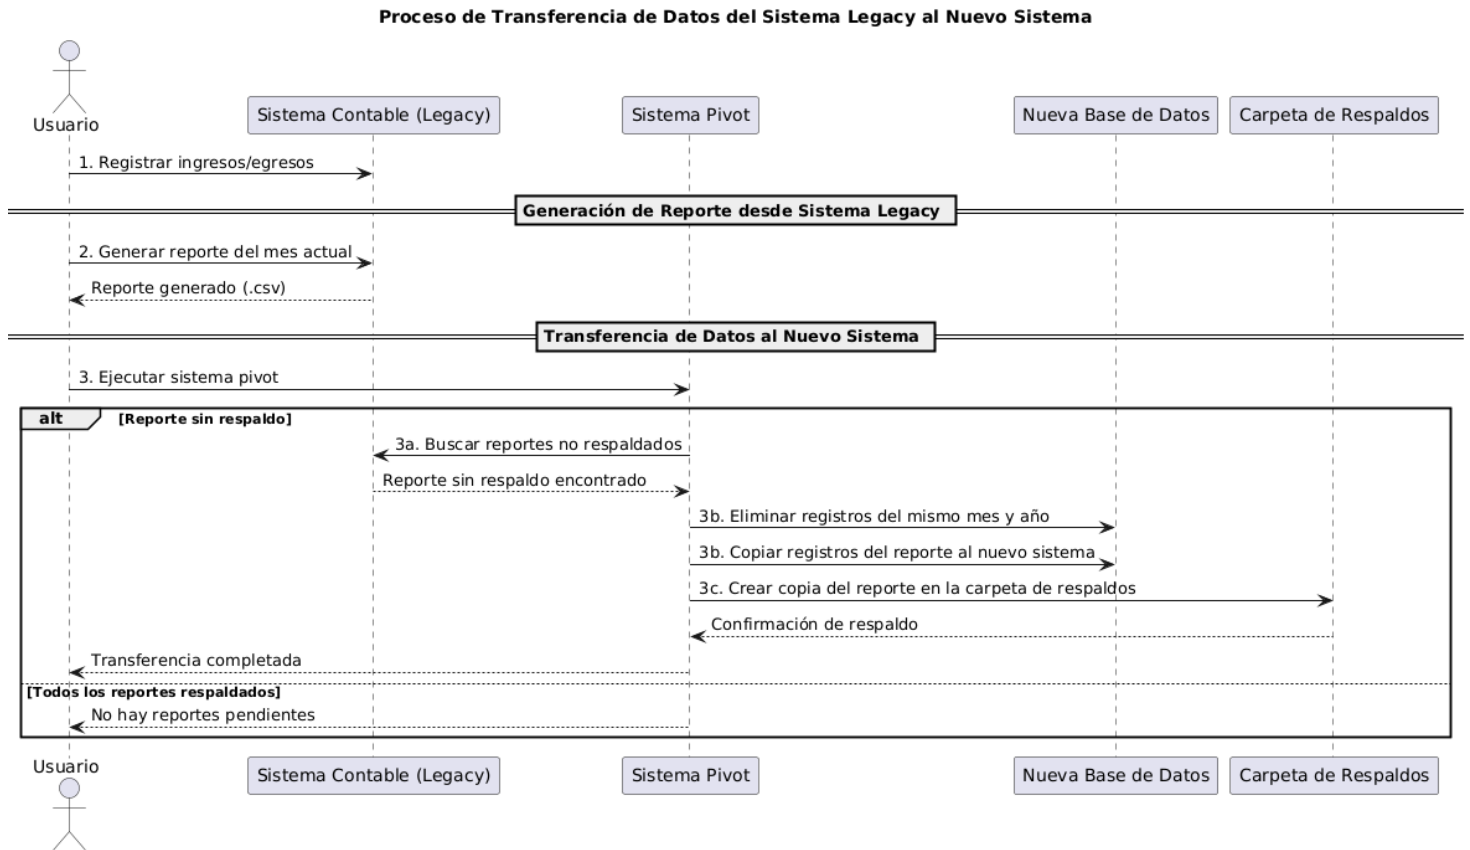 Proceso de Transferencia de Datos del Sistema Legacy al Nuevo Sistema
Usuario
Sistema Contable (Legacy)
Sistema Pivot
Nueva Base de Datos
Carpeta de Respaldos
1. Registrar ingresos/egresos
Generación de Reporte desde Sistema Legacy
2. Generar reporte del mes actual
Reporte generado (.csv)
Transferencia de Datos al Nuevo Sistema
3. Ejecutar sistema pivot
alt
[Reporte sin respaldo]
3a. Buscar reportes no respaldados
Reporte sin respaldo encontrado
3b. Eliminar registros del mismo mes y año
3b. Copiar registros del reporte al nuevo sistema
3c. Crear copia del reporte en la carpeta de respaldos
Confirmación de respaldo
Transferencia completada
[Todos los reportes respaldados]
No hay reportes pendientes
Usuario
Sistema Contable (Legacy)
Sistema Pivot
Nueva Base de Datos
Carpeta de Respaldos